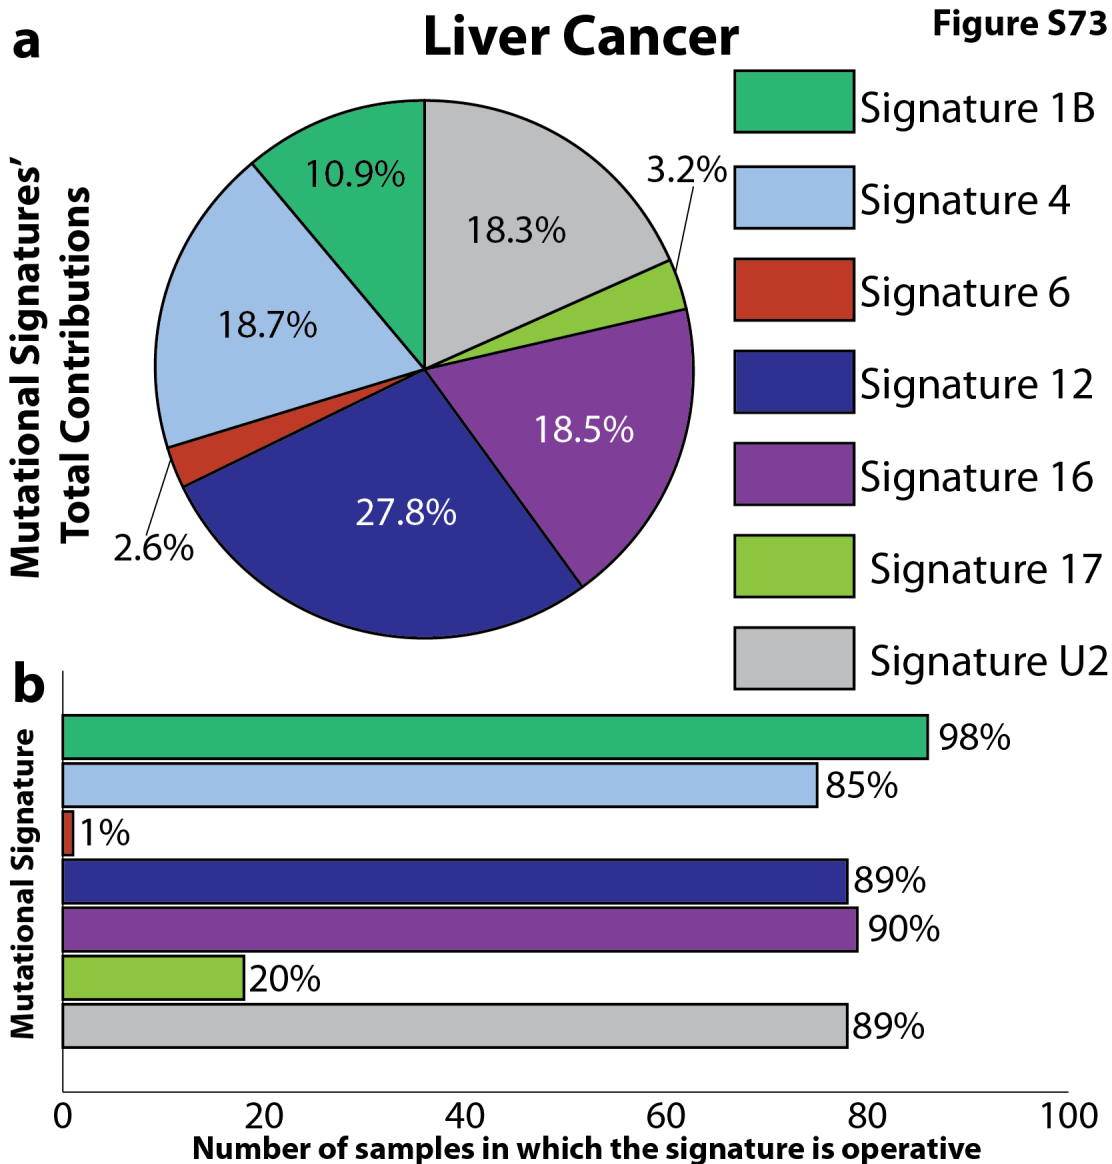 a
Liver Cancer
Figure S73
Mutational Signatures’
Total Contributions
10.9%
18.3%
3.2%
18.7%
18.5%
27.8%
2.6%
Signature 1B
Signature 4
Signature 6
Signature 12
Signature 16
Signature 17
Signature U2
b
Mutational Signature
98%
85%
1%
89%
90%
20%
89%
0 20 40 60 80 100
Number of samples in which the signature is operative